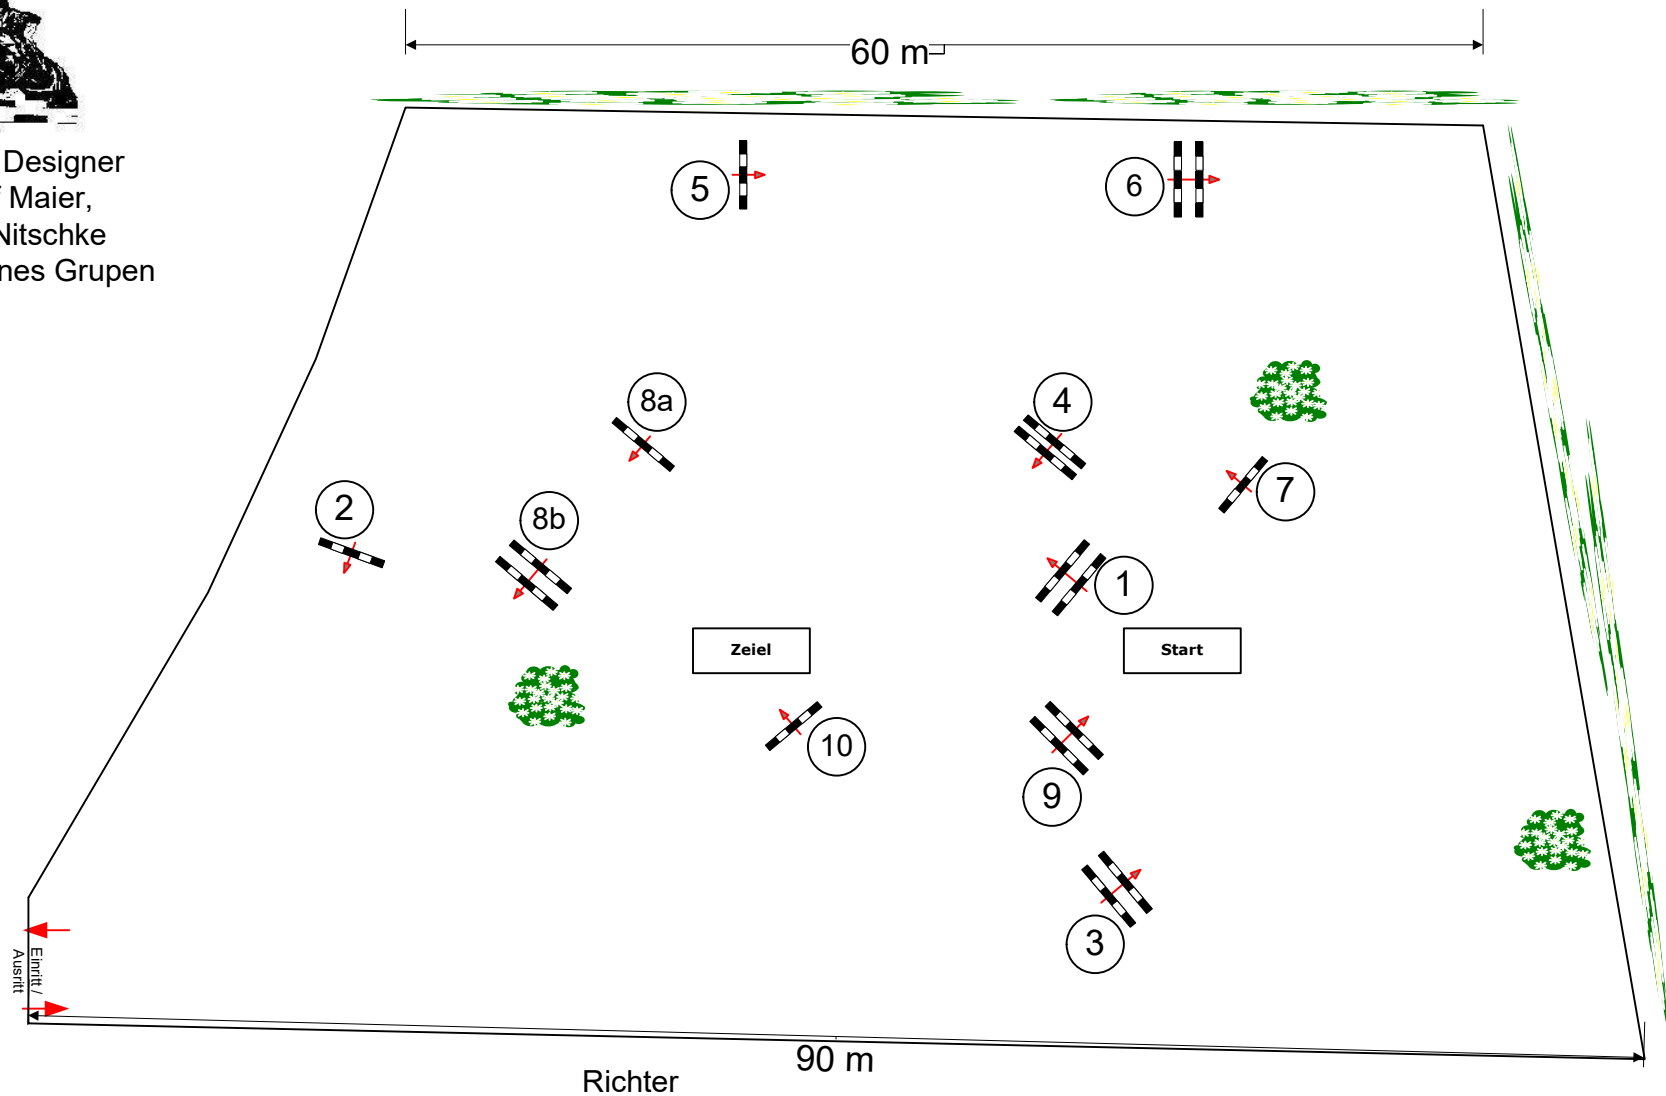 60 m
Designer
Maier,
Nitschke
nes Grupen
5
6
8a
4
2
8b
7
1
Zeiel
Start
10
9
3
Einritt /
Ausritt
90 m
Richter